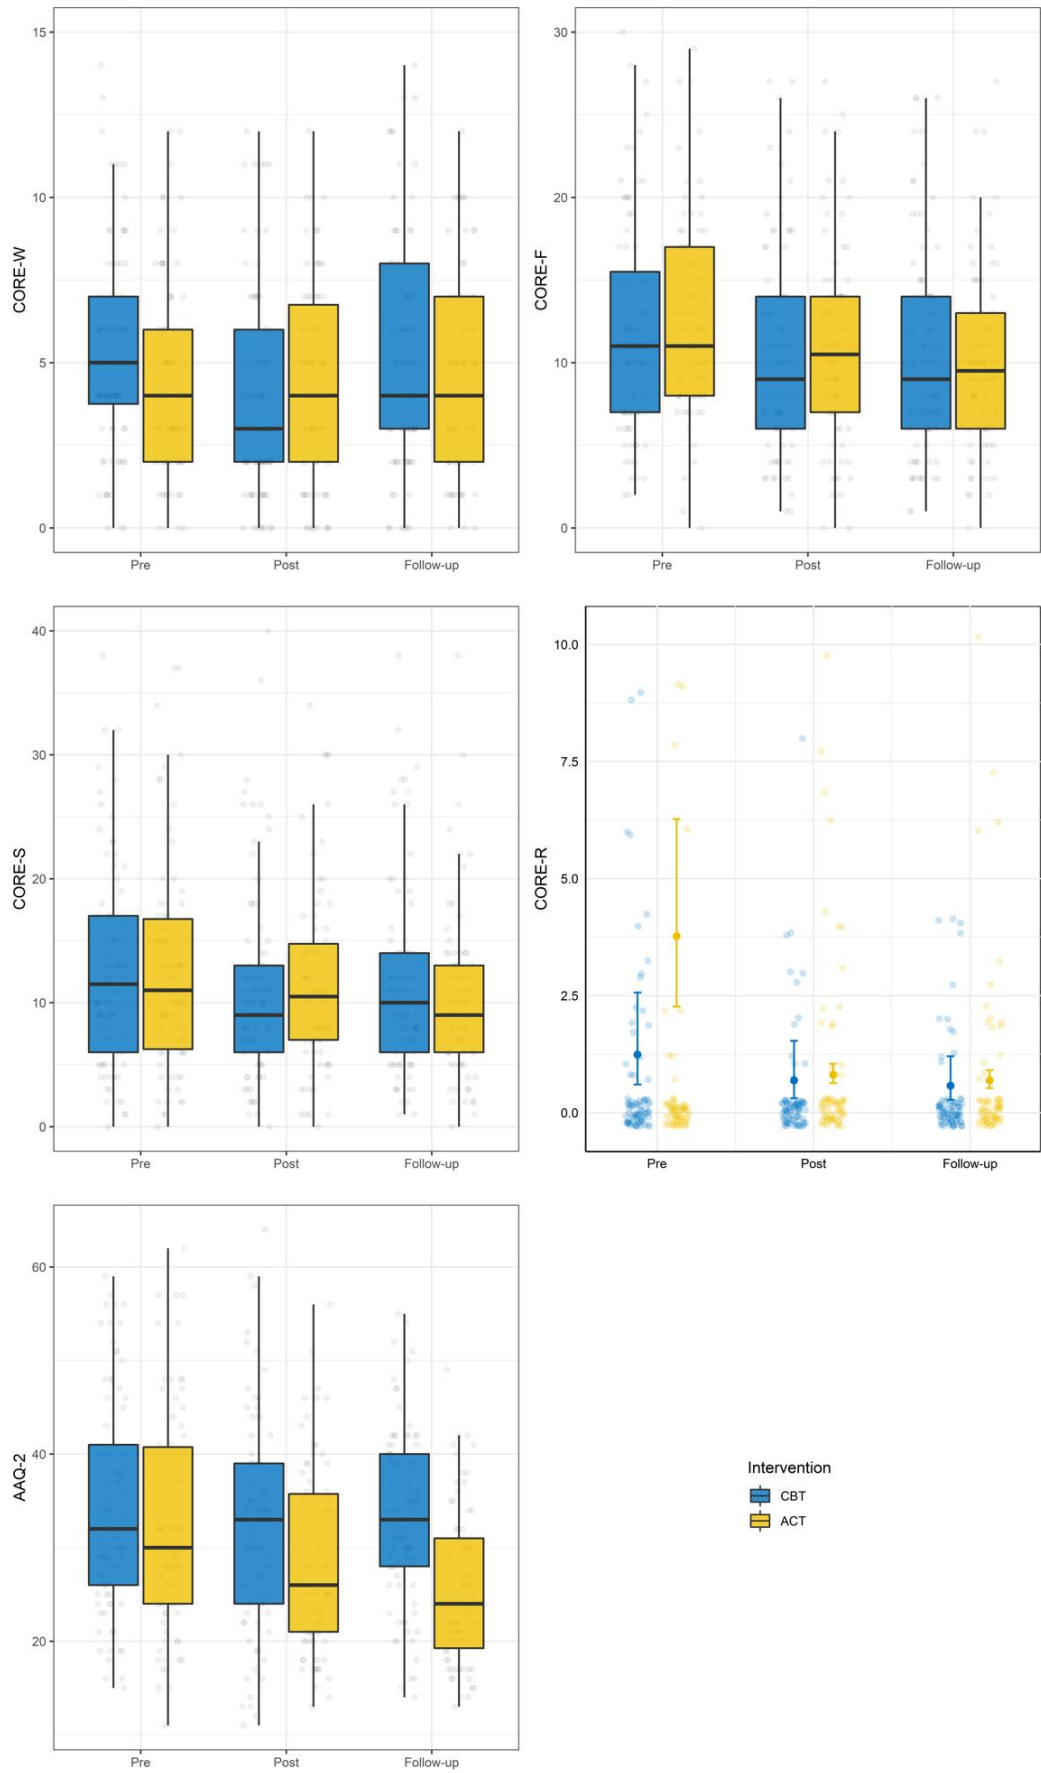 CORE-W
15
10
5
0
Pre
Post
Follow-up
CORE-F
30
20
10
0
Pre
Post
Follow-up
CORE-S
40
30
20
10
0
Pre
Post
Follow-up
CORE-R
10.0
7.5
5.0
2.5
0.0
Pre
Post
Follow-up
AAQ-2
60
40
20
Pre
Post
Follow-up
Intervention
CBT
ACT